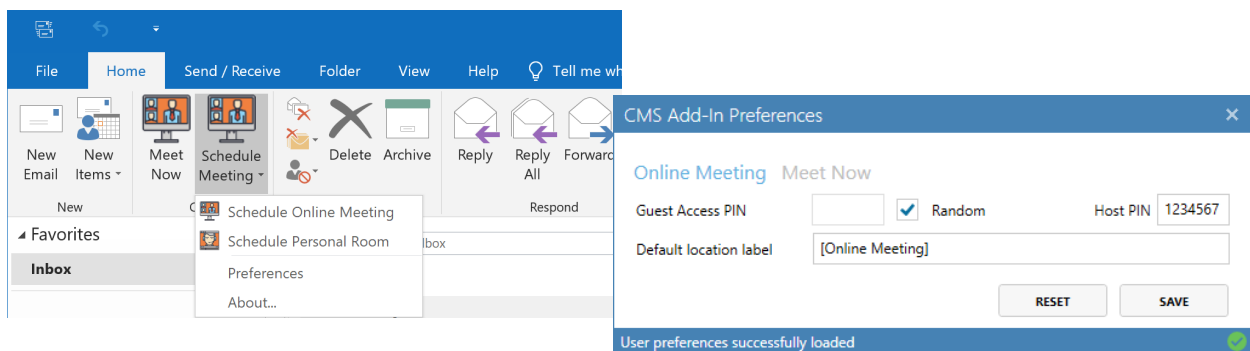 File Home Send / Receive Folder View Help Tell me wh
New Email
New Items
Meet Now
Schedule Meeting
Delete
Archive
Reply
Reply All
Forward
New
Respond
Favorites
Inbox
Schedule Online Meeting
Schedule Personal Room
Preferences
About...
CMS Add-In Preferences
Online Meeting Meet Now
Guest Access PIN Random Host PIN 1234567
Default location label [Online Meeting]
RESET SAVE
User preferences successfully loaded